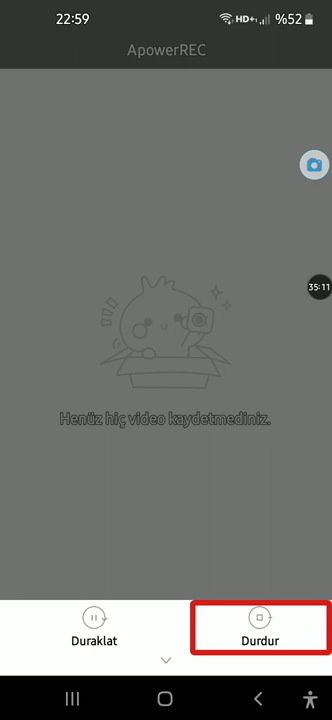 22:59 HD+ %52
ApowerREC
35:11
Henüz hiç video kaydetmediniz.
Duraklat Durdur